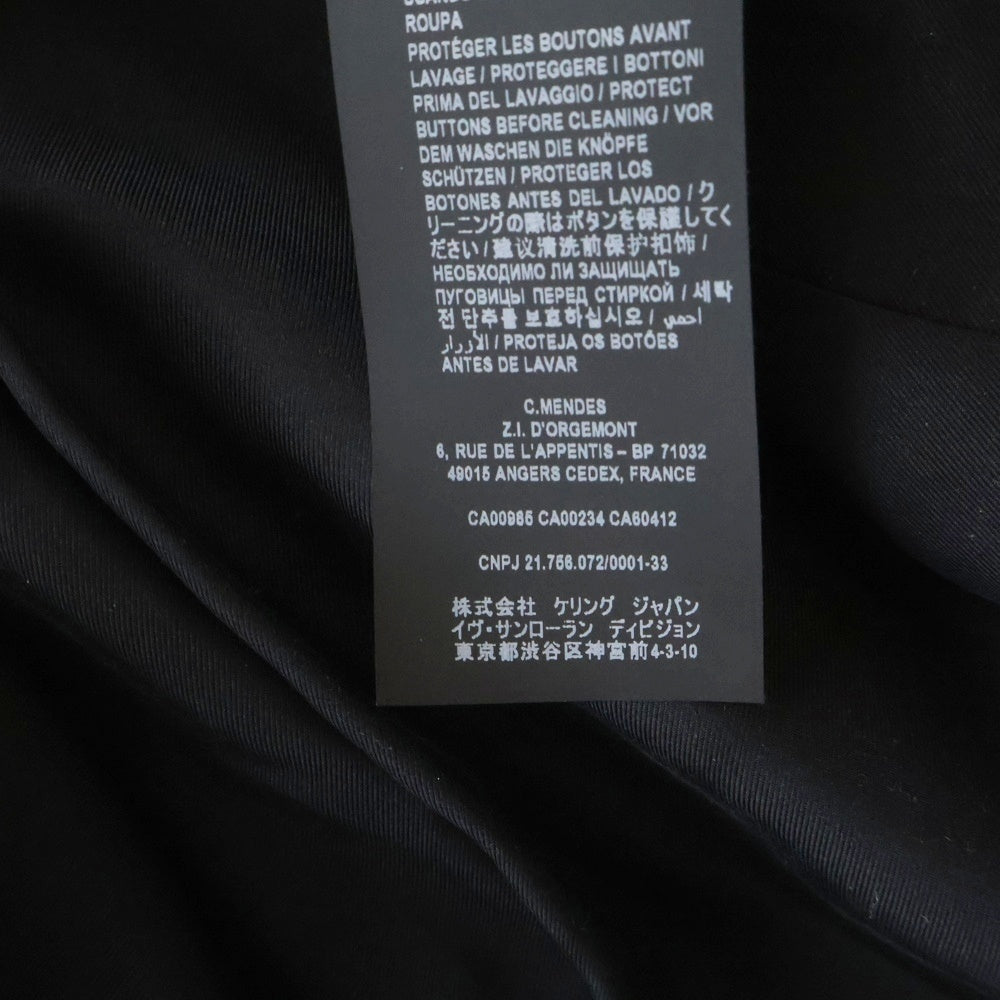 ROUPA
PROTÉGER LES BOUTONS AVANT
LAVAGE / PROTEGGERE I BOTTONI
PRIMA DEL LAVAGGIO / PROTECT
BUTTONS BEFORE CLEANING / VOR
DEM WASCHEN DIE KNÖPFE
SCHÜTZEN / PROTEGER LOS
BOTONES ANTES DEL LAVADO / ク
リーニングの際はボタンを保護してく
ださい / 建议清洗前保护扣饰 /
НЕОБХОДИМО ЛИ ЗАЩИЩАТЬ
ПУГОВИЦЫ ПЕРЕД СТИРКОЙ / 세탁
전 단추를 보호하십시오 / احمي
الأزرار / PROTEJA OS BOTÕES
ANTES DE LAVAR
C.MENDES
Z.I. D'ORGEMONT
6, RUE DE L'APPENTIS – BP 71032
49015 ANGERS CEDEX, FRANCE
CA00985 CA00234 CA60412
CNPJ 21.756.072/0001-33
株式会社 ケリング ジャパン
イヴ・サンローラン ディビジョン
東京都渋谷区神宮前4-3-10